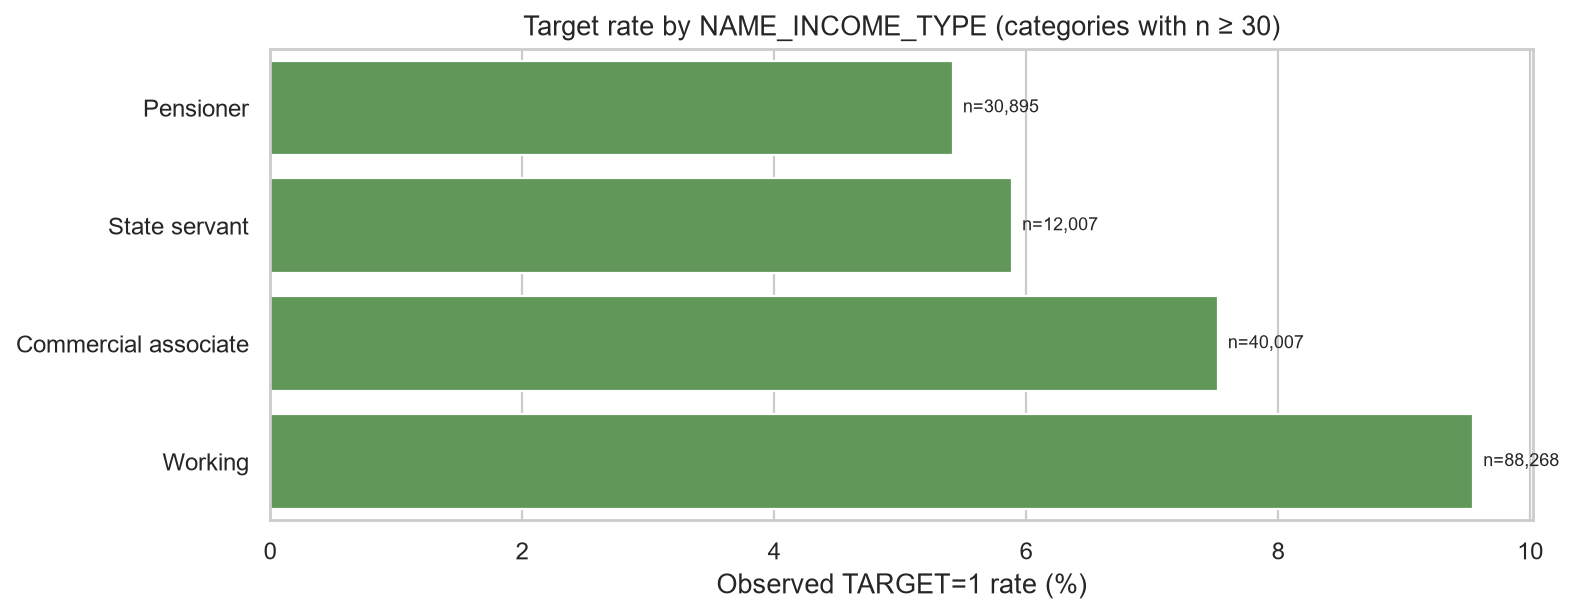 Target rate by NAME_INCOME_TYPE (categories with n ≥ 30)
Pensioner
n=30,895
State servant
n=12,007
Commercial associate
n=40,007
Working
n=88,268
0 2 4 6 8 10
Observed TARGET=1 rate (%)